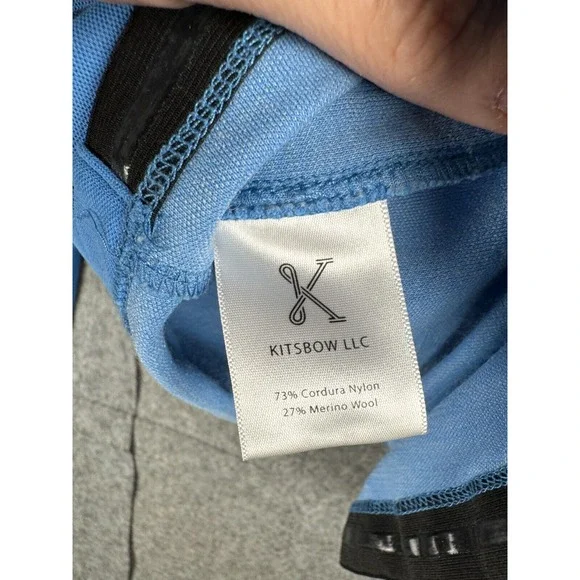 K
KITSBOW LLC
73% Cordura Nylon
27% Merino Wool